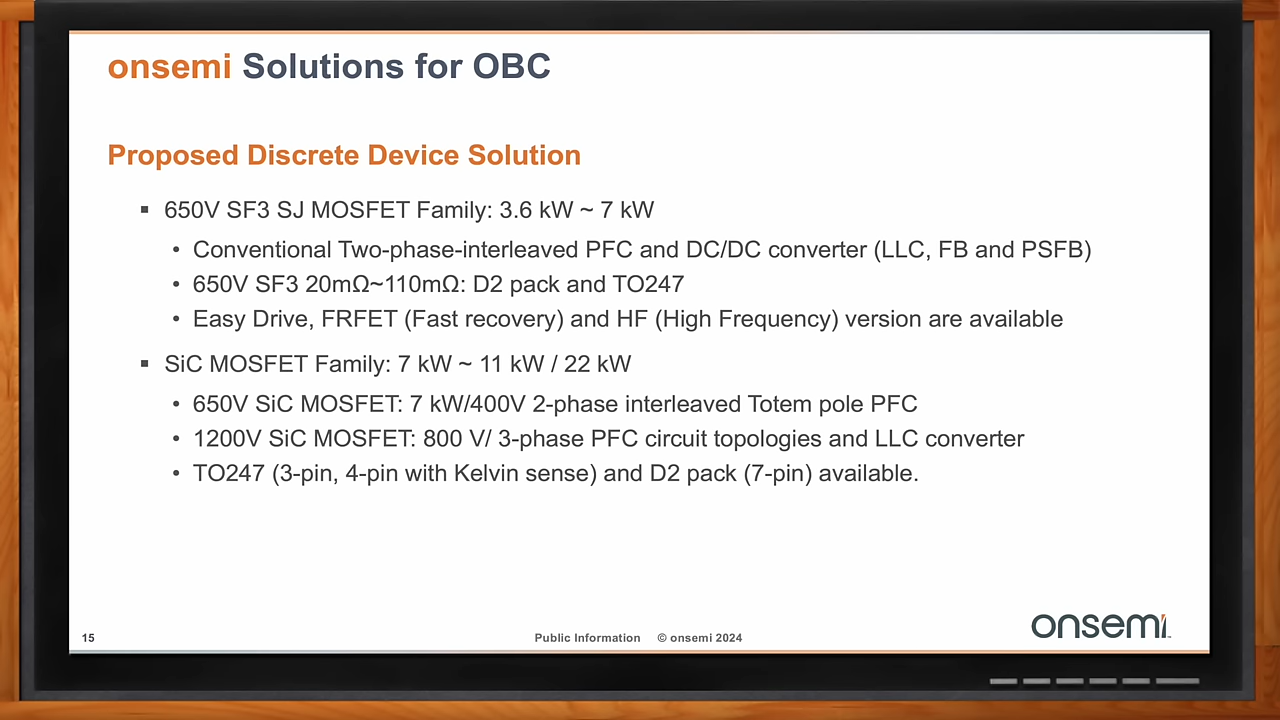 onsemi Solutions for OBC
Proposed Discrete Device Solution
▪ 650V SF3 SJ MOSFET Family: 3.6 kW ~ 7 kW
• Conventional Two-phase-interleaved PFC and DC/DC converter (LLC, FB and PSFB)
• 650V SF3 20mΩ~110mΩ: D2 pack and TO247
• Easy Drive, FRFET (Fast recovery) and HF (High Frequency) version are available
▪ SiC MOSFET Family: 7 kW ~ 11 kW / 22 kW
• 650V SiC MOSFET: 7 kW/400V 2-phase interleaved Totem pole PFC
• 1200V SiC MOSFET: 800 V/ 3-phase PFC circuit topologies and LLC converter
• TO247 (3-pin, 4-pin with Kelvin sense) and D2 pack (7-pin) available.
onsemi
15 Public Information © onsemi 2024